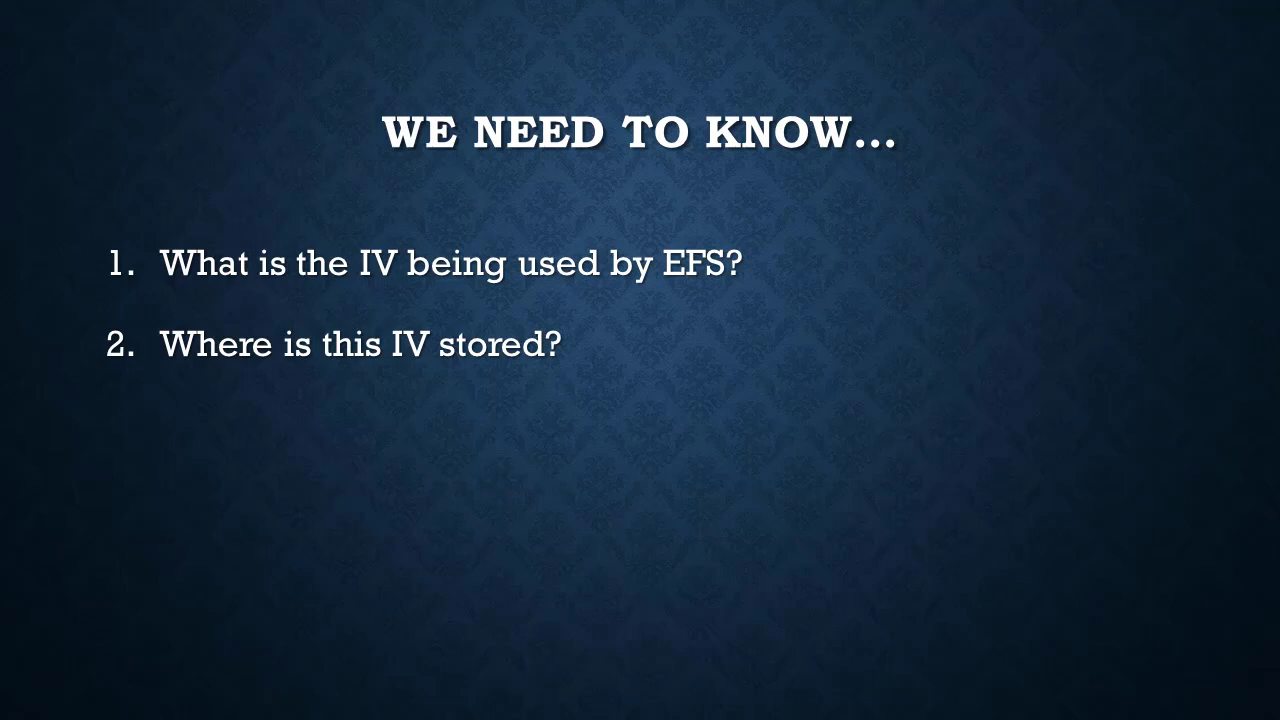 WE NEED TO KNOW…
1. What is the IV being used by EFS?
2. Where is this IV stored?